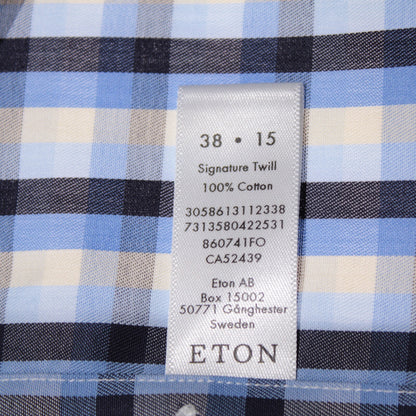 38 • 15
Signature Twill
100% Cotton
3058613112338
7313580422531
860741FO
CA52439
Eton AB
Box 15002
50771 Gånghester
Sweden
ETON